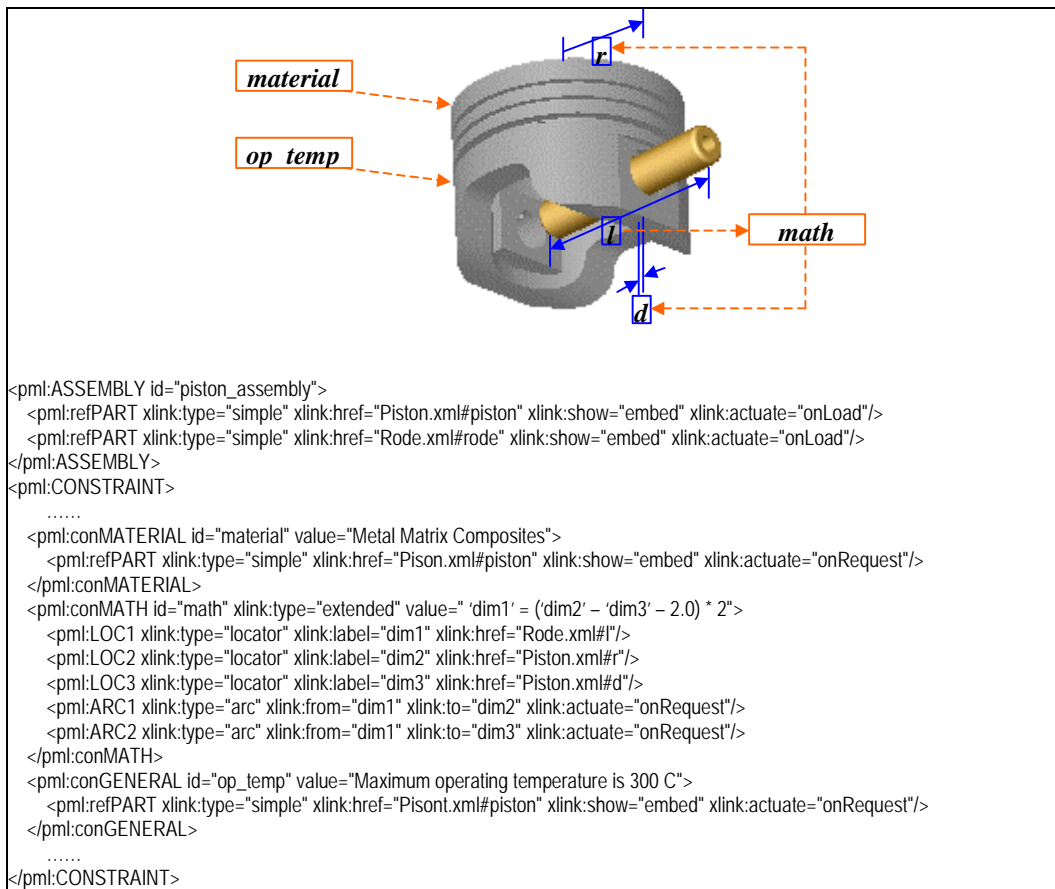 r
material
op_temp
l
math
d
<pml:ASSEMBLY id="piston_assembly">
<pml:refPART xlink:type="simple" xlink:href="Piston.xml#piston" xlink:show="embed" xlink:actuate="onLoad"/>
<pml:refPART xlink:type="simple" xlink:href="Rode.xml#rode" xlink:show="embed" xlink:actuate="onLoad"/>
</pml:ASSEMBLY>
<pml:CONSTRAINT>
......
<pml:conMATERIAL id="material" value="Metal Matrix Composites">
<pml:refPART xlink:type="simple" xlink:href="Pison.xml#piston" xlink:show="embed" xlink:actuate="onRequest"/>
</pml:conMATERIAL>
<pml:conMATH id="math" xlink:type="extended" value=" ‘dim1’ = (‘dim2’ – ‘dim3’ – 2.0) * 2">
<pml:LOC1 xlink:type="locator" xlink:label="dim1" xlink:href="Rode.xml#l"/>
<pml:LOC2 xlink:type="locator" xlink:label="dim2" xlink:href="Piston.xml#r"/>
<pml:LOC3 xlink:type="locator" xlink:label="dim3" xlink:href="Piston.xml#d"/>
<pml:ARC1 xlink:type="arc" xlink:from="dim1" xlink:to="dim2" xlink:actuate="onRequest"/>
<pml:ARC2 xlink:type="arc" xlink:from="dim1" xlink:to="dim3" xlink:actuate="onRequest"/>
</pml:conMATH>
<pml:conGENERAL id="op_temp" value="Maximum operating temperature is 300 C">
<pml:refPART xlink:type="simple" xlink:href="Pisont.xml#piston" xlink:show="embed" xlink:actuate="onRequest"/>
</pml:conGENERAL>
......
</pml:CONSTRAINT>